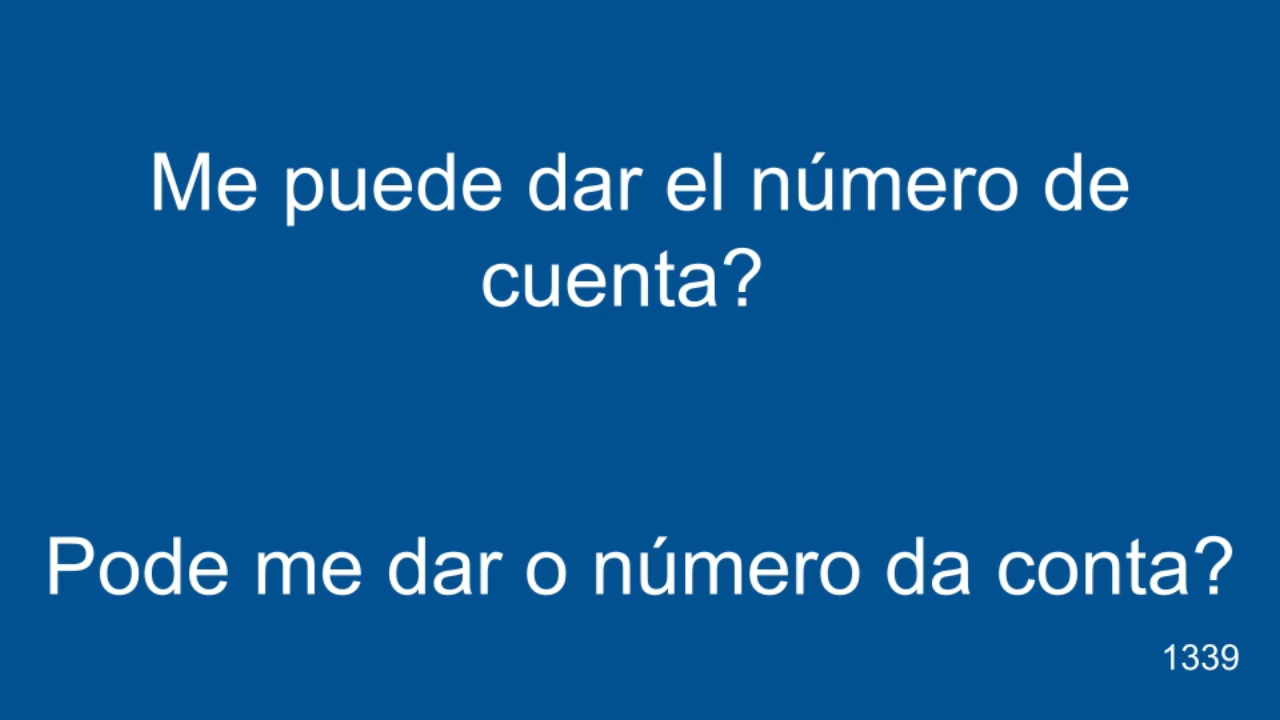 Me puede dar el número de
cuenta?
Pode me dar o número da conta?
1339